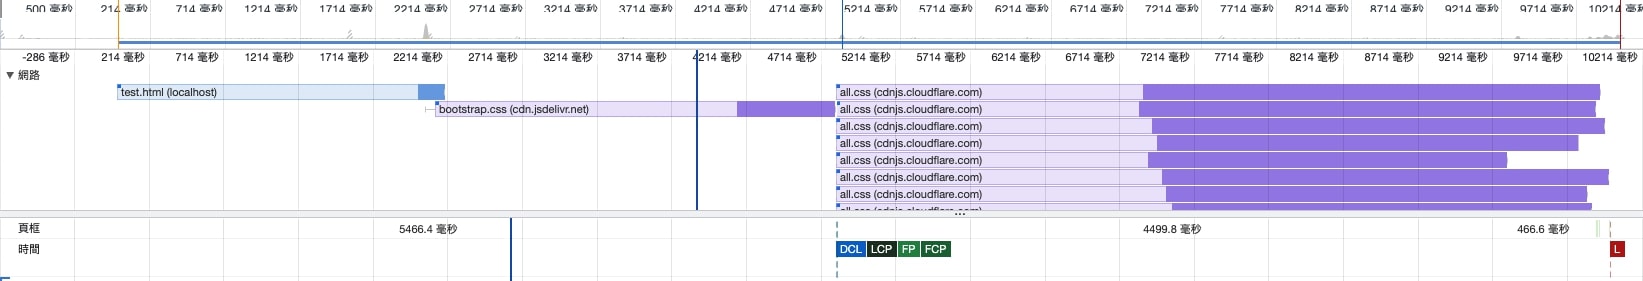 500 毫秒 214 毫秒 714 毫秒 1214 毫秒 1714 毫秒 2214 毫秒 2714 毫秒 3214 毫秒 3714 毫秒 4214 毫秒 4714 毫秒 5214 毫秒 5714 毫秒 6214 毫秒 6714 毫秒 7214 毫秒 7714 毫秒 8214 毫秒 8714 毫秒 9214 毫秒 9714 毫秒 10214 毫秒
-286 毫秒 214 毫秒 714 毫秒 1214 毫秒 1714 毫秒 2214 毫秒 2714 毫秒 3214 毫秒 3714 毫秒 4214 毫秒 4714 毫秒 5214 毫秒 5714 毫秒 6214 毫秒 6714 毫秒 7214 毫秒 7714 毫秒 8214 毫秒 8714 毫秒 9214 毫秒 9714 毫秒 10214 毫秒
▼ 網路
test.html (localhost) all.css (cdnjs.cloudflare.com)
bootstrap.css (cdn.jsdelivr.net) all.css (cdnjs.cloudflare.com)
all.css (cdnjs.cloudflare.com)
all.css (cdnjs.cloudflare.com)
all.css (cdnjs.cloudflare.com)
all.css (cdnjs.cloudflare.com)
all.css (cdnjs.cloudflare.com)
all.css (cdnjs.cloudflare.com)
...
頁框 5466.4 毫秒 4499.8 毫秒 466.6 毫秒
時間 DCL LCP FP FCP L